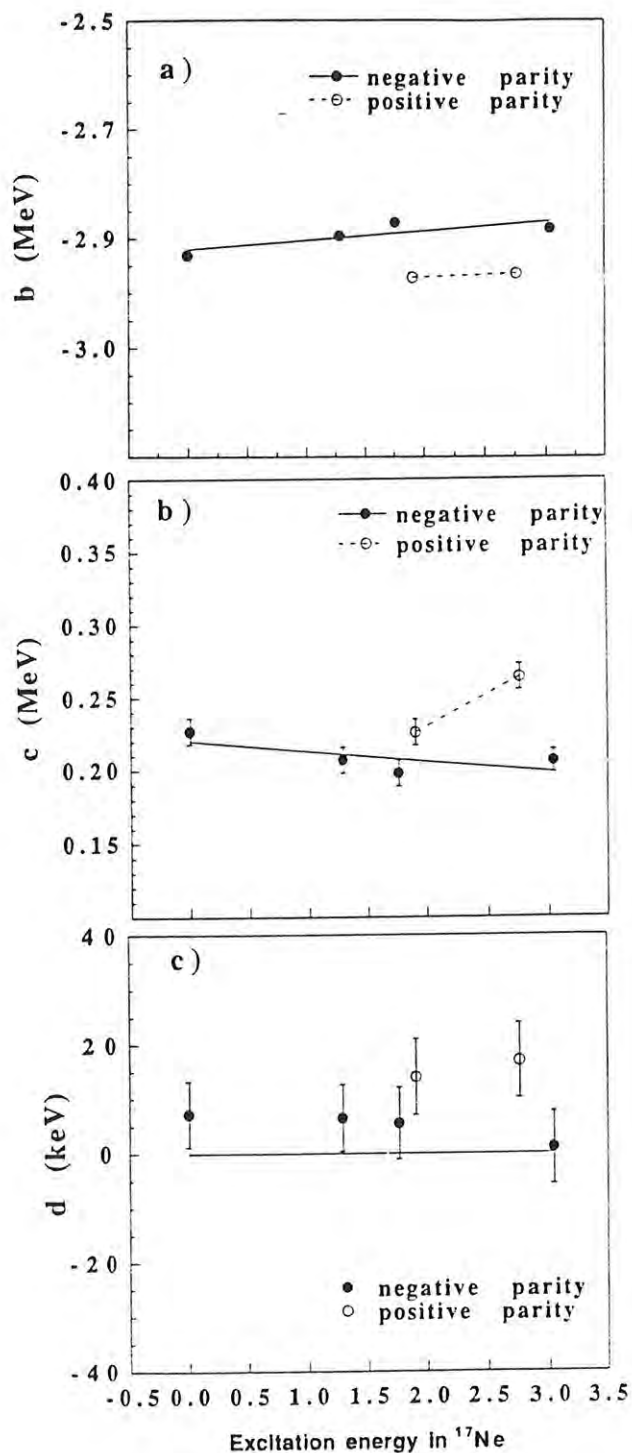 -2.5
a)
negative parity
positive parity
-2.7
b (MeV)
-2.9
-3.0
0.40
b)
negative parity
positive parity
0.35
0.30
c (MeV)
0.25
0.20
0.15
40
c)
20
d (keV)
0
-20
negative parity
positive parity
-40
-0.5 0.0 0.5 1.0 1.5 2.0 2.5 3.0 3.5
Excitation energy in ¹⁷Ne